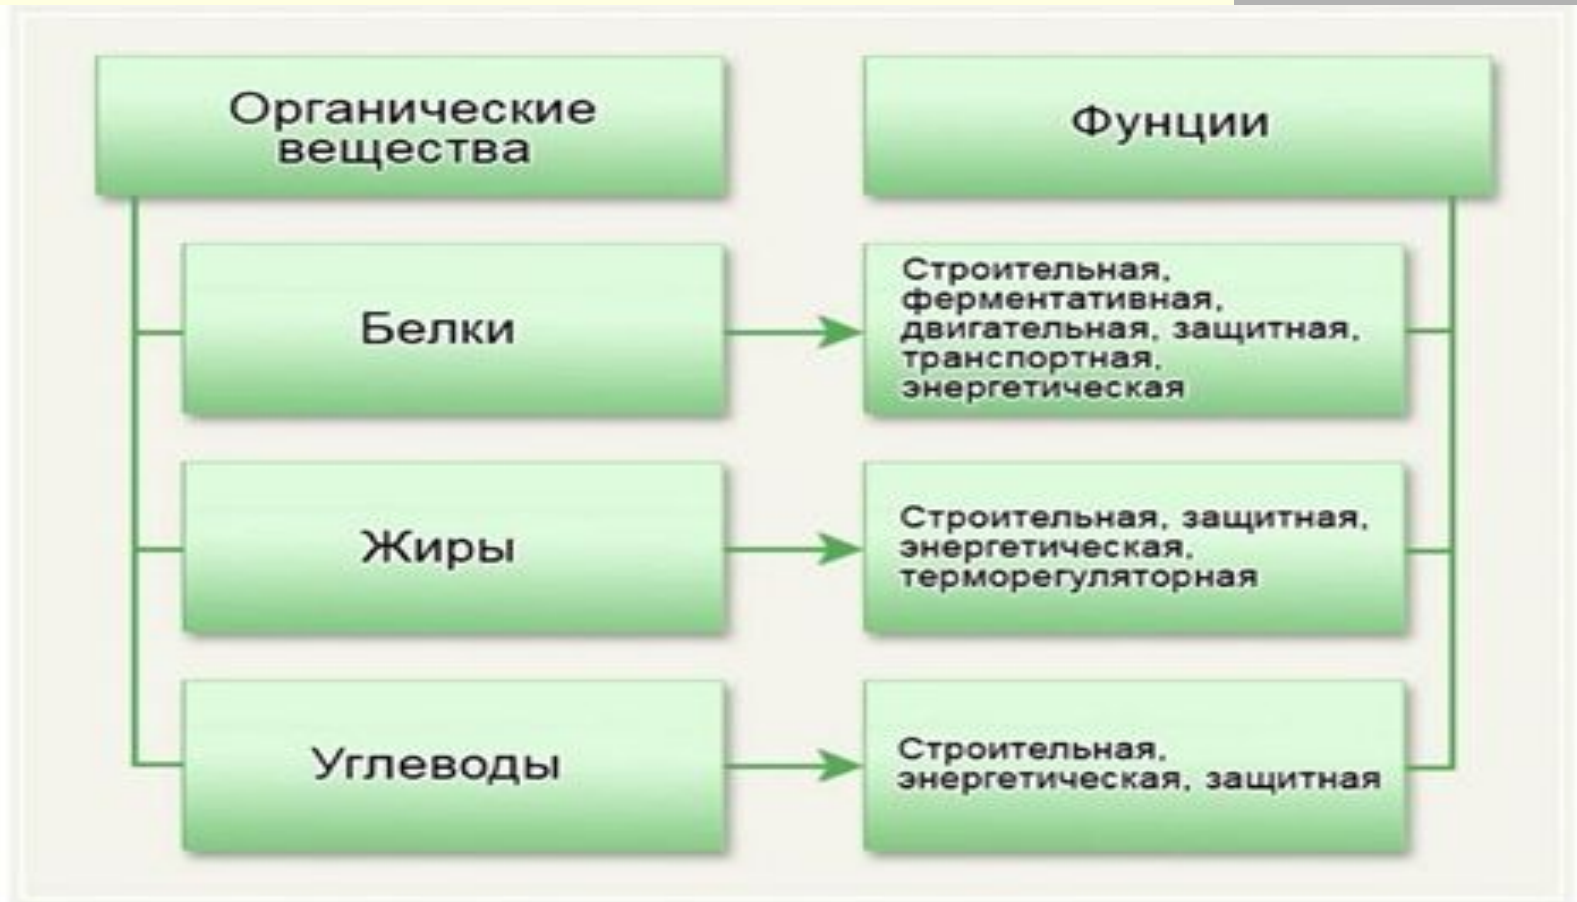 Органические
вещества
Фунции
Белки
Строительная,
ферментативная,
двигательная, защитная,
транспортная,
энергетическая
Жиры
Строительная, защитная,
энергетическая,
терморегуляторная
Углеводы
Строительная,
энергетическая, защитная